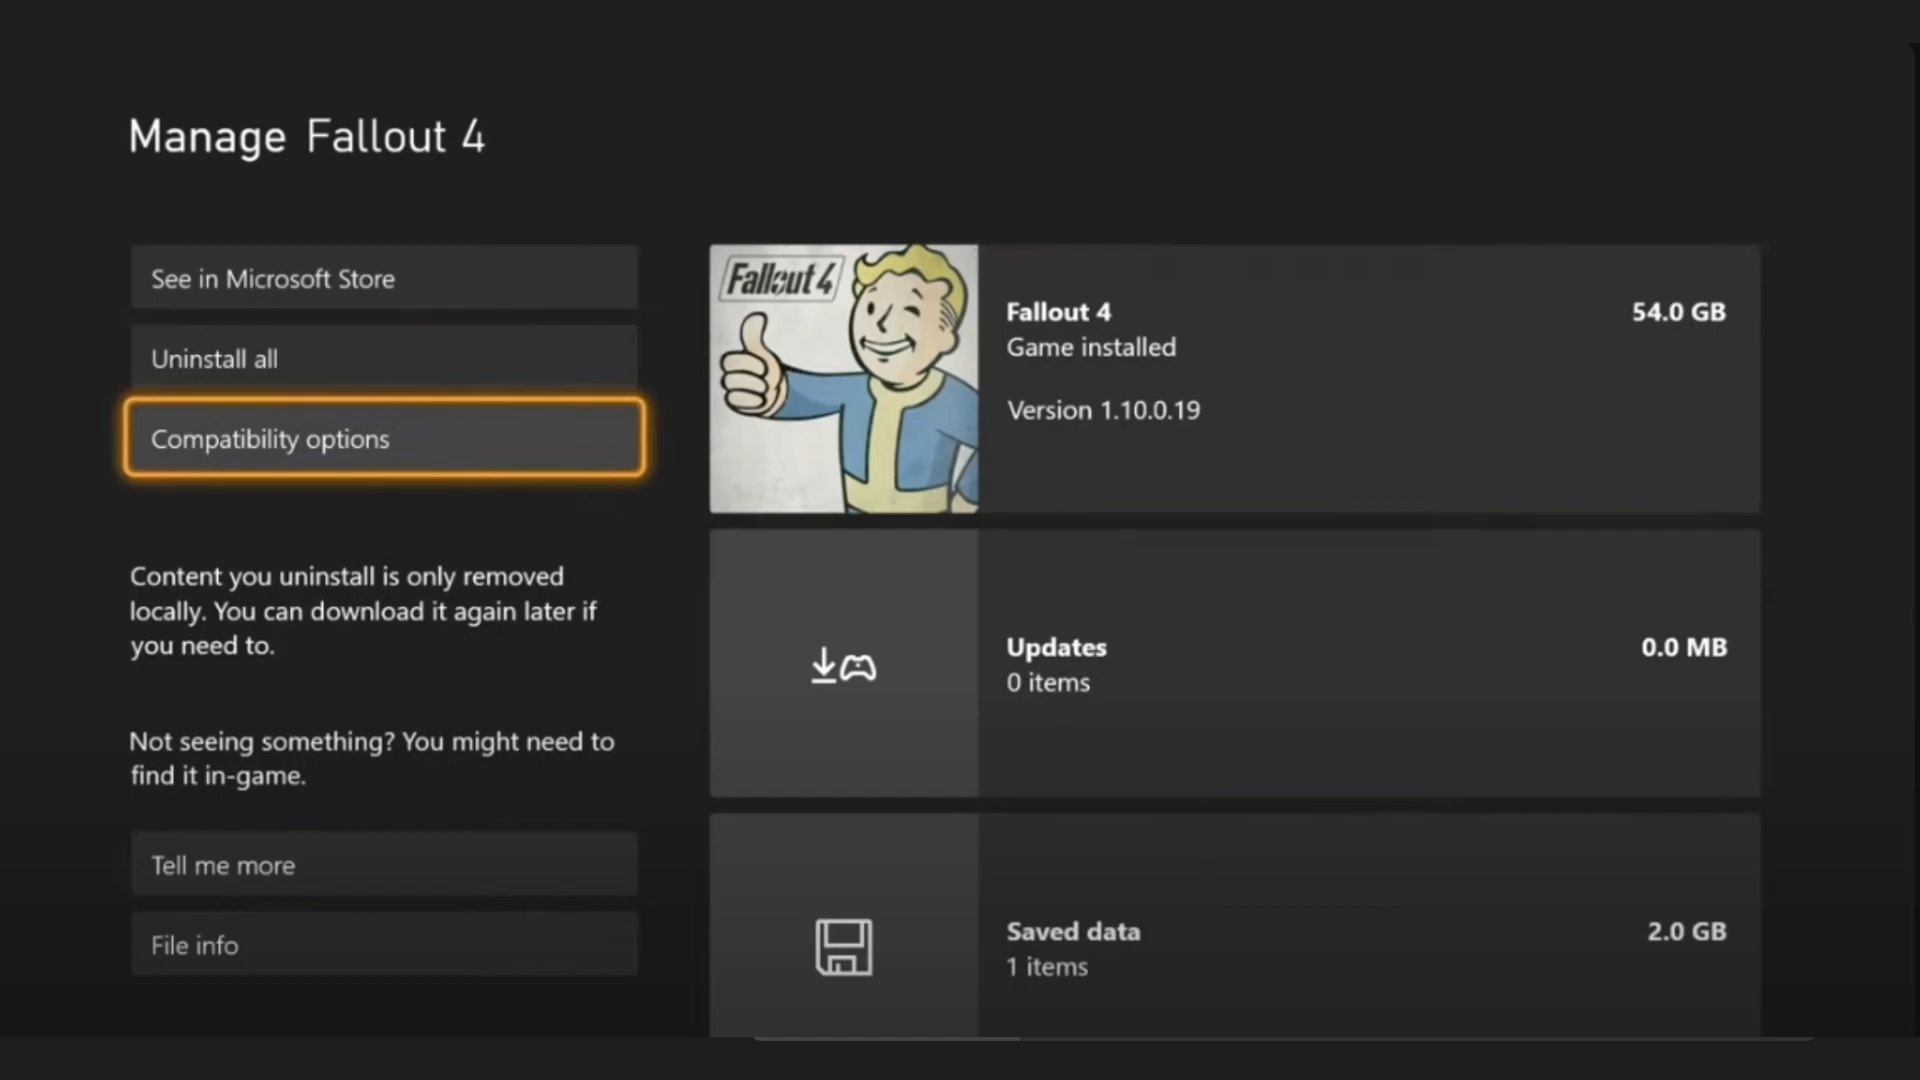 Manage Fallout 4
See in Microsoft Store
Uninstall all
Compatibility options
Content you uninstall is only removed
locally. You can download it again later if
you need to.
Not seeing something? You might need to
find it in-game.
Tell me more
File info
Fallout 4
Fallout 4
54.0 GB
Game installed
Version 1.10.0.19
Updates
0.0 MB
0 items
Saved data
2.0 GB
1 items